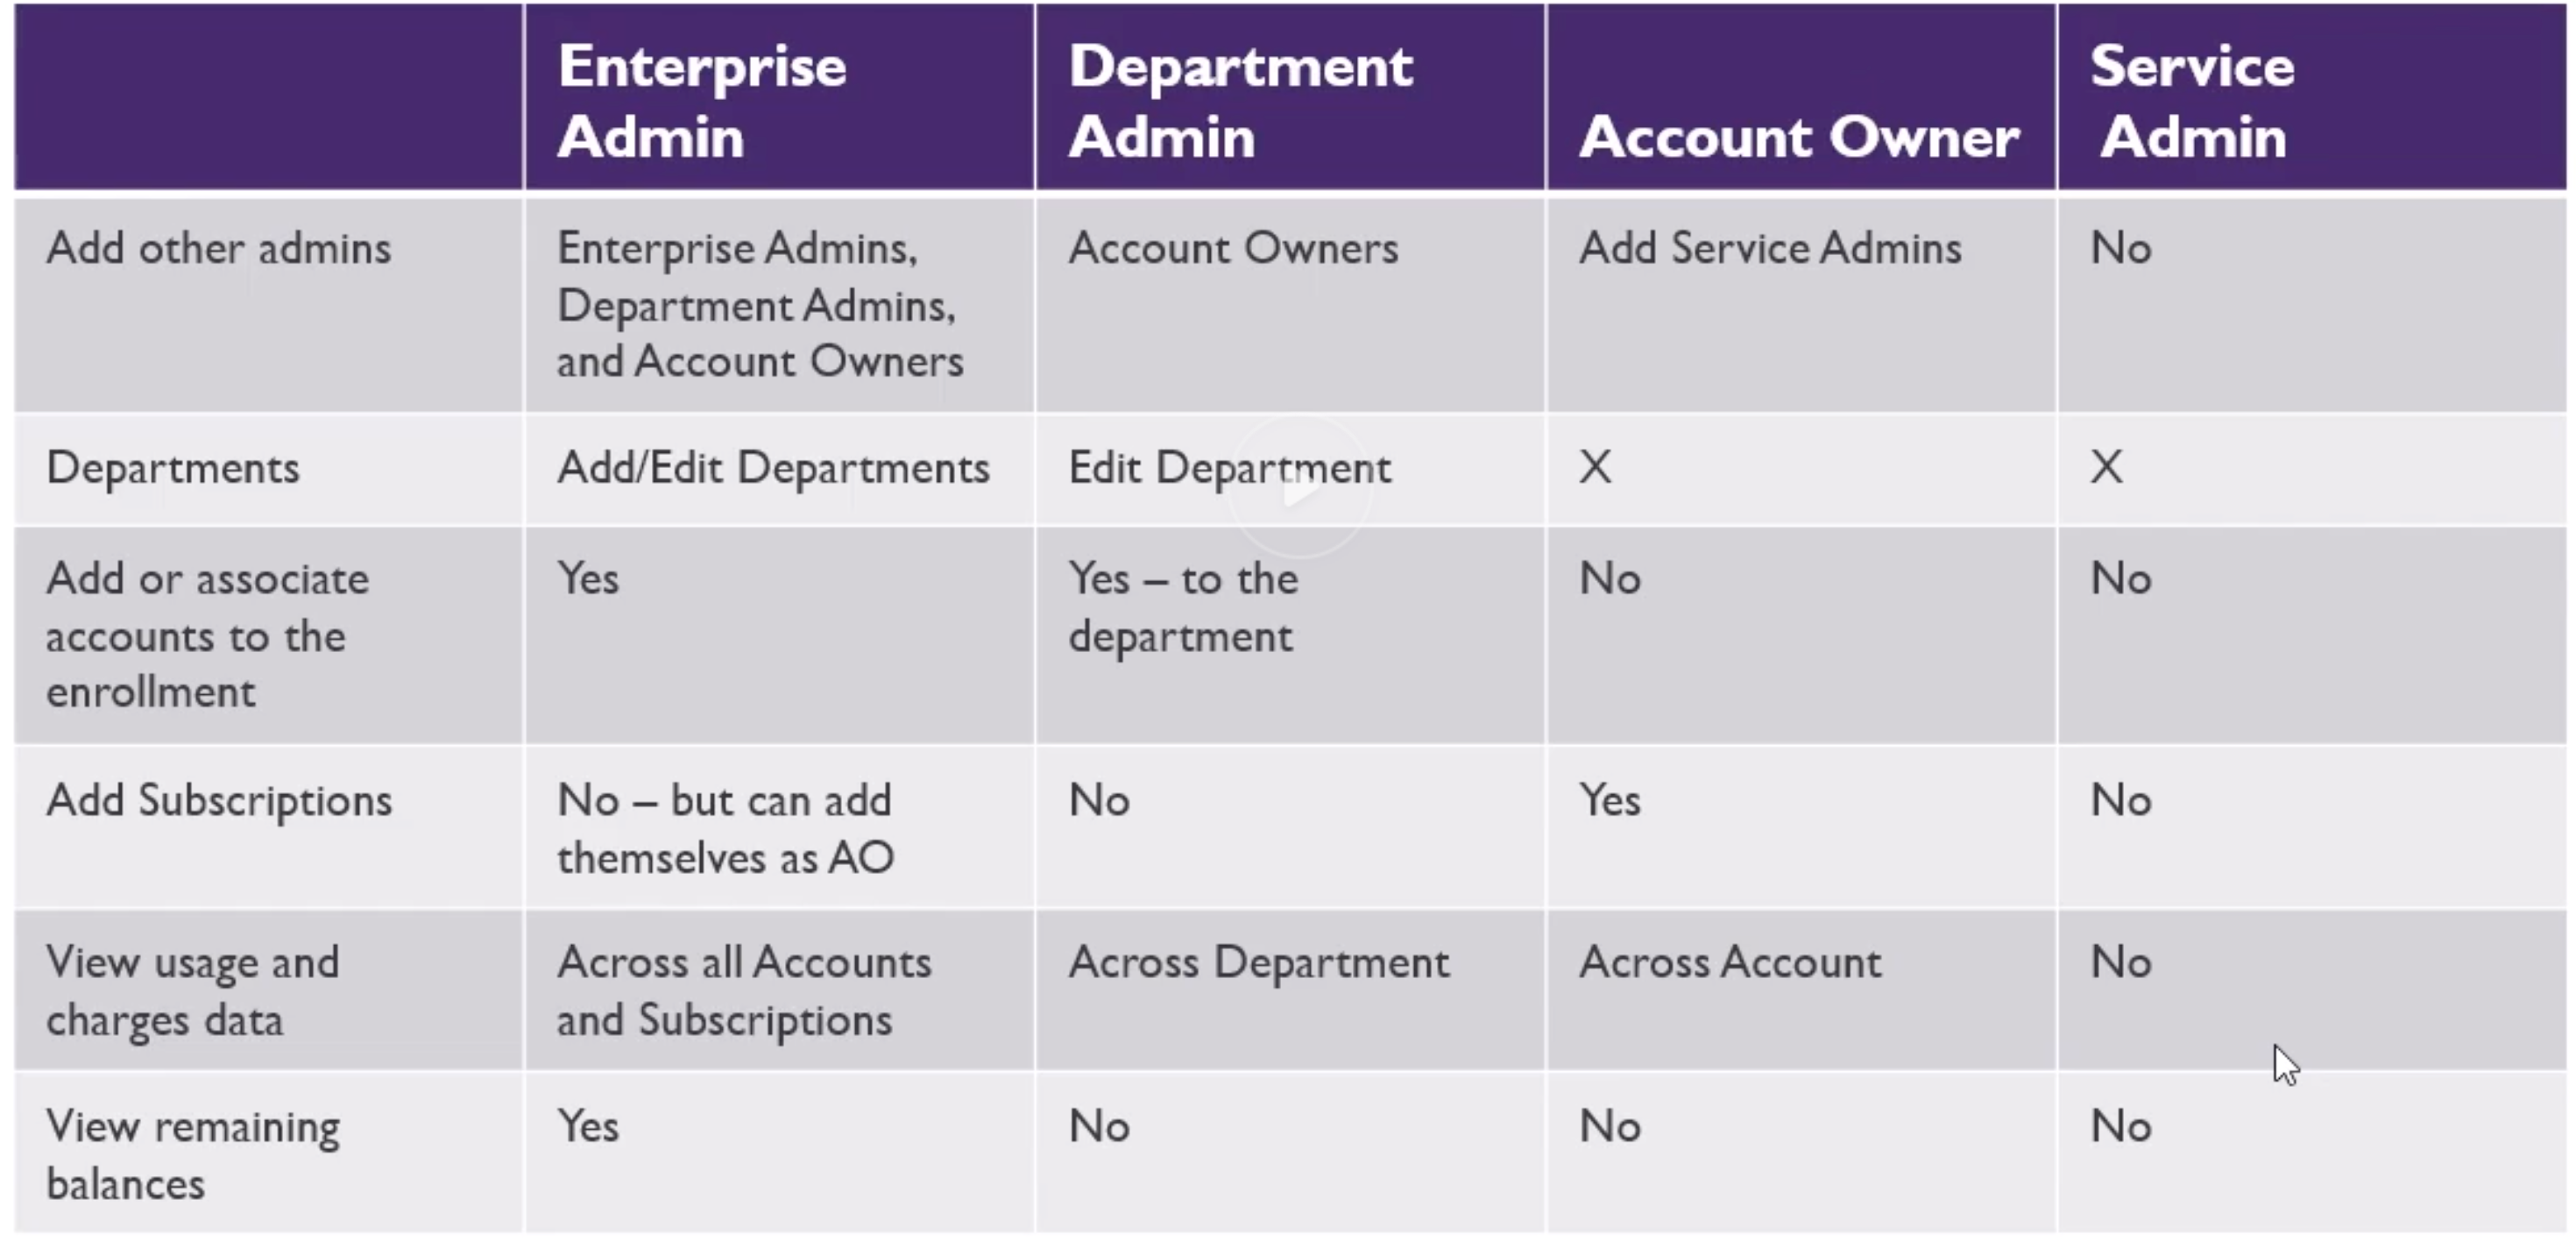 Enterprise
Admin
Department
Admin
Account Owner
Service
Admin
Add other admins
Enterprise Admins,
Department Admins,
and Account Owners
Account Owners
Add Service Admins
No
Departments
Add/Edit Departments
Edit Department
X
X
Add or associate
accounts to the
enrollment
Yes
Yes – to the
department
No
No
Add Subscriptions
No – but can add
themselves as AO
No
Yes
No
View usage and
charges data
Across all Accounts
and Subscriptions
Across Department
Across Account
No
View remaining
balances
Yes
No
No
No